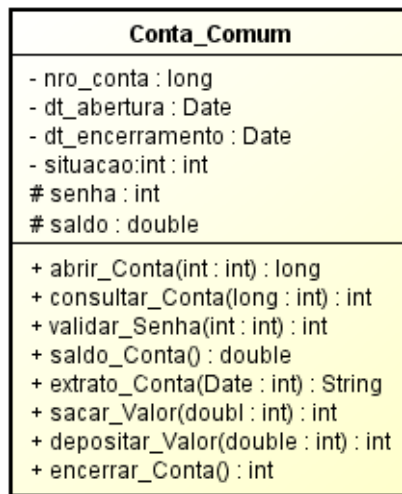 Conta_Comum
- nro_conta : long
- dt_abertura : Date
- dt_encerramento : Date
- situacao:int : int
# senha : int
# saldo : double
+ abrir_Conta(int : int) : long
+ consultar_Conta(long : int) : int
+ validar_Senha(int : int) : int
+ saldo_Conta() : double
+ extrato_Conta(Date : int) : String
+ sacar_Valor(doubl : int) : int
+ depositar_Valor(double : int) : int
+ encerrar_Conta() : int